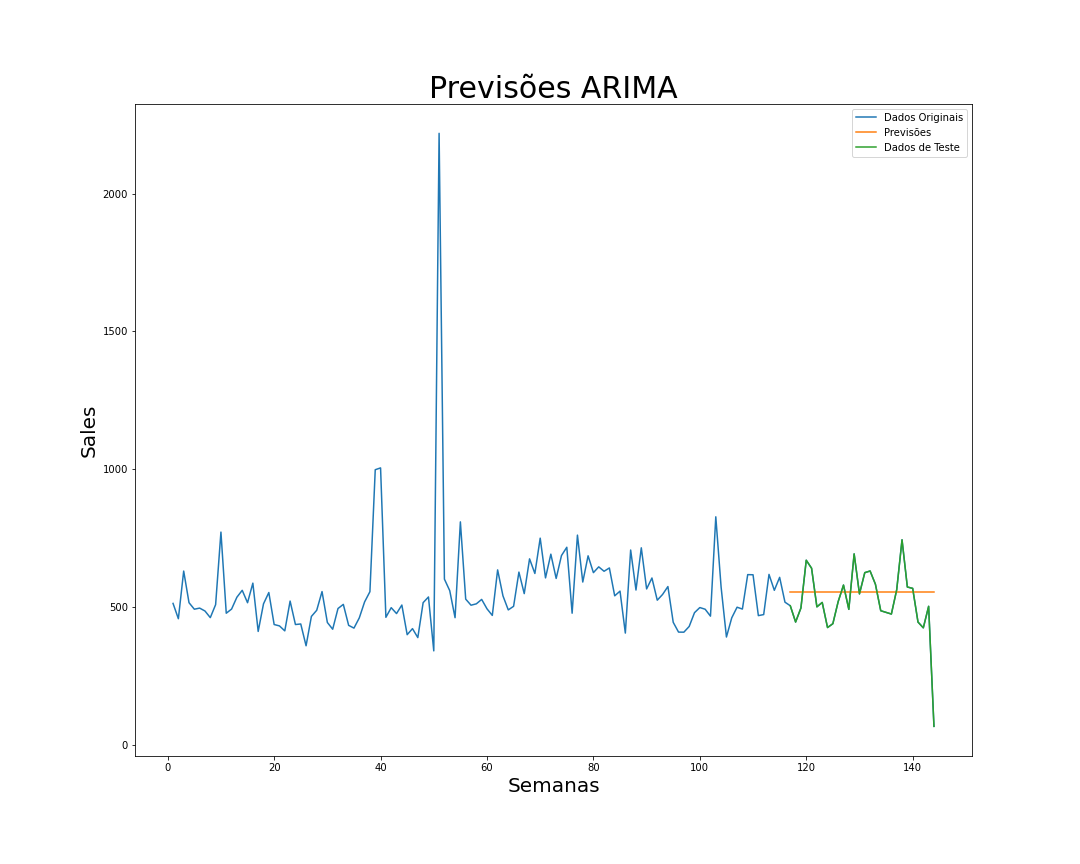 Previsões ARIMA
Dados Originais
Previsões
Dados de Teste
Sales
2000
1500
1000
500
0
0 20 40 60 80 100 120 140
Semanas